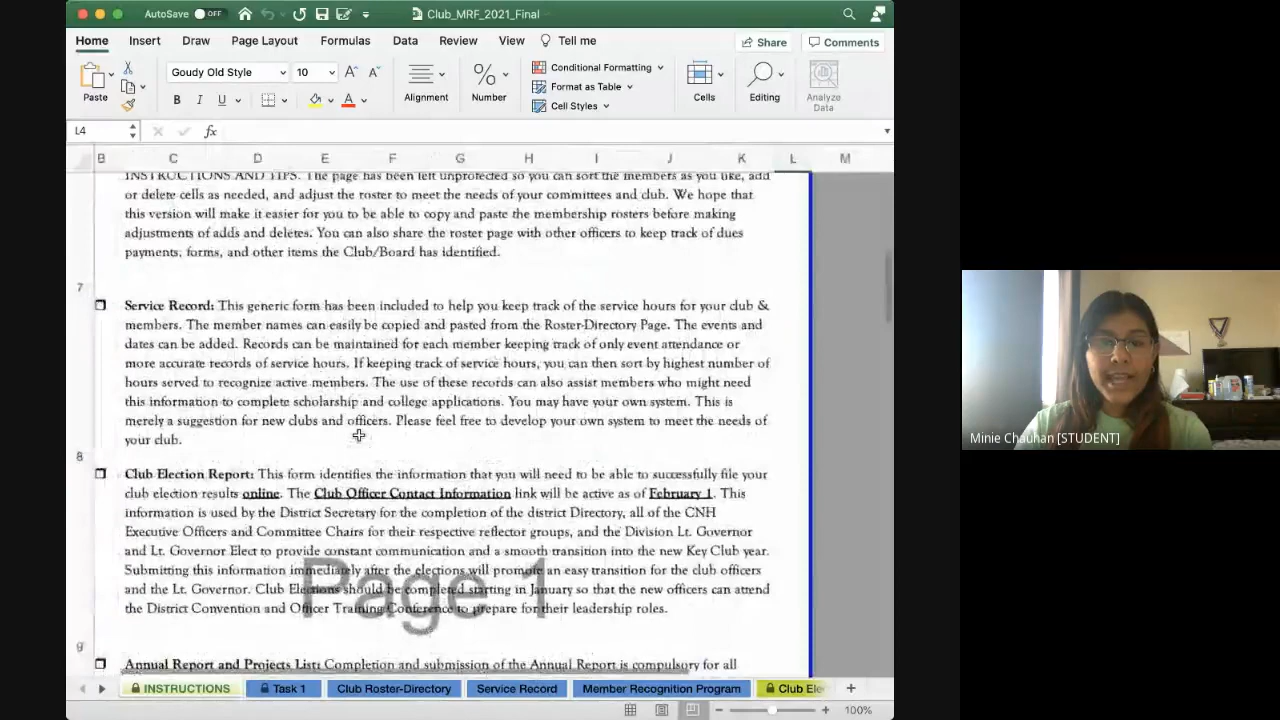 AutoSave OFF Club_MRF_2021_Final
Home Insert Draw Page Layout Formulas Data Review View Tell me Share Comments
Paste Goudy Old Style 10 A A Alignment % Number Conditional Formatting Cells Editing Analyze Data
B I U A Format as Table
Cell Styles
L4 fx
B C D E F G H I J K L M
INSTRUCTIONS AND TIPS. The page has been left unprotected so you can sort the members as you like, add
or delete cells as needed, and adjust the roster to meet the needs of your committees and club. We hope that
this version will make it easier for you to be able to copy and paste the membership rosters before making
adjustments of adds and deletes. You can also share the roster page with other officers to keep track of dues
payments, forms, and other items the Club/Board has identified.
7
Service Record: This generic form has been included to help you keep track of the service hours for your club &
members. The member names can easily be copied and pasted from the Roster-Directory Page. The events and
dates can be added. Records can be maintained for each member keeping track of only event attendance or
more accurate records of service hours. If keeping track of service hours, you can then sort by highest number of
hours served to recognize active members. The use of these records can also assist members who might need
this information to complete scholarship and college applications. You may have your own system. This is
merely a suggestion for new clubs and officers. Please feel free to develop your own system to meet the needs of
your club.
8
Club Election Report: This form identifies the information that you will need to be able to successfully file your
club election results online. The Club Officer Contact Information link will be active as of February 1. This
information is used by the District Secretary for the completion of the district Directory, all of the CNH
Executive Officers and Committee Chairs for their respective reflector groups, and the Division Lt. Governor
and Lt. Governor Elect to provide constant communication and a smooth transition into the new Key Club year.
Submitting this information immediately after the elections will promote an easy transition for the club officers
and the Lt. Governor. Club Elections should be completed starting in January so that the new officers can attend
the District Convention and Officer Training Conference to prepare for their leadership roles.
Page 1
9
Annual Report and Projects List: Completion and submission of the Annual Report is compulsory for all
INSTRUCTIONS Task 1 Club Roster-Directory Service Record Member Recognition Program Club Ele
100%
Minie Chauhan [STUDENT]